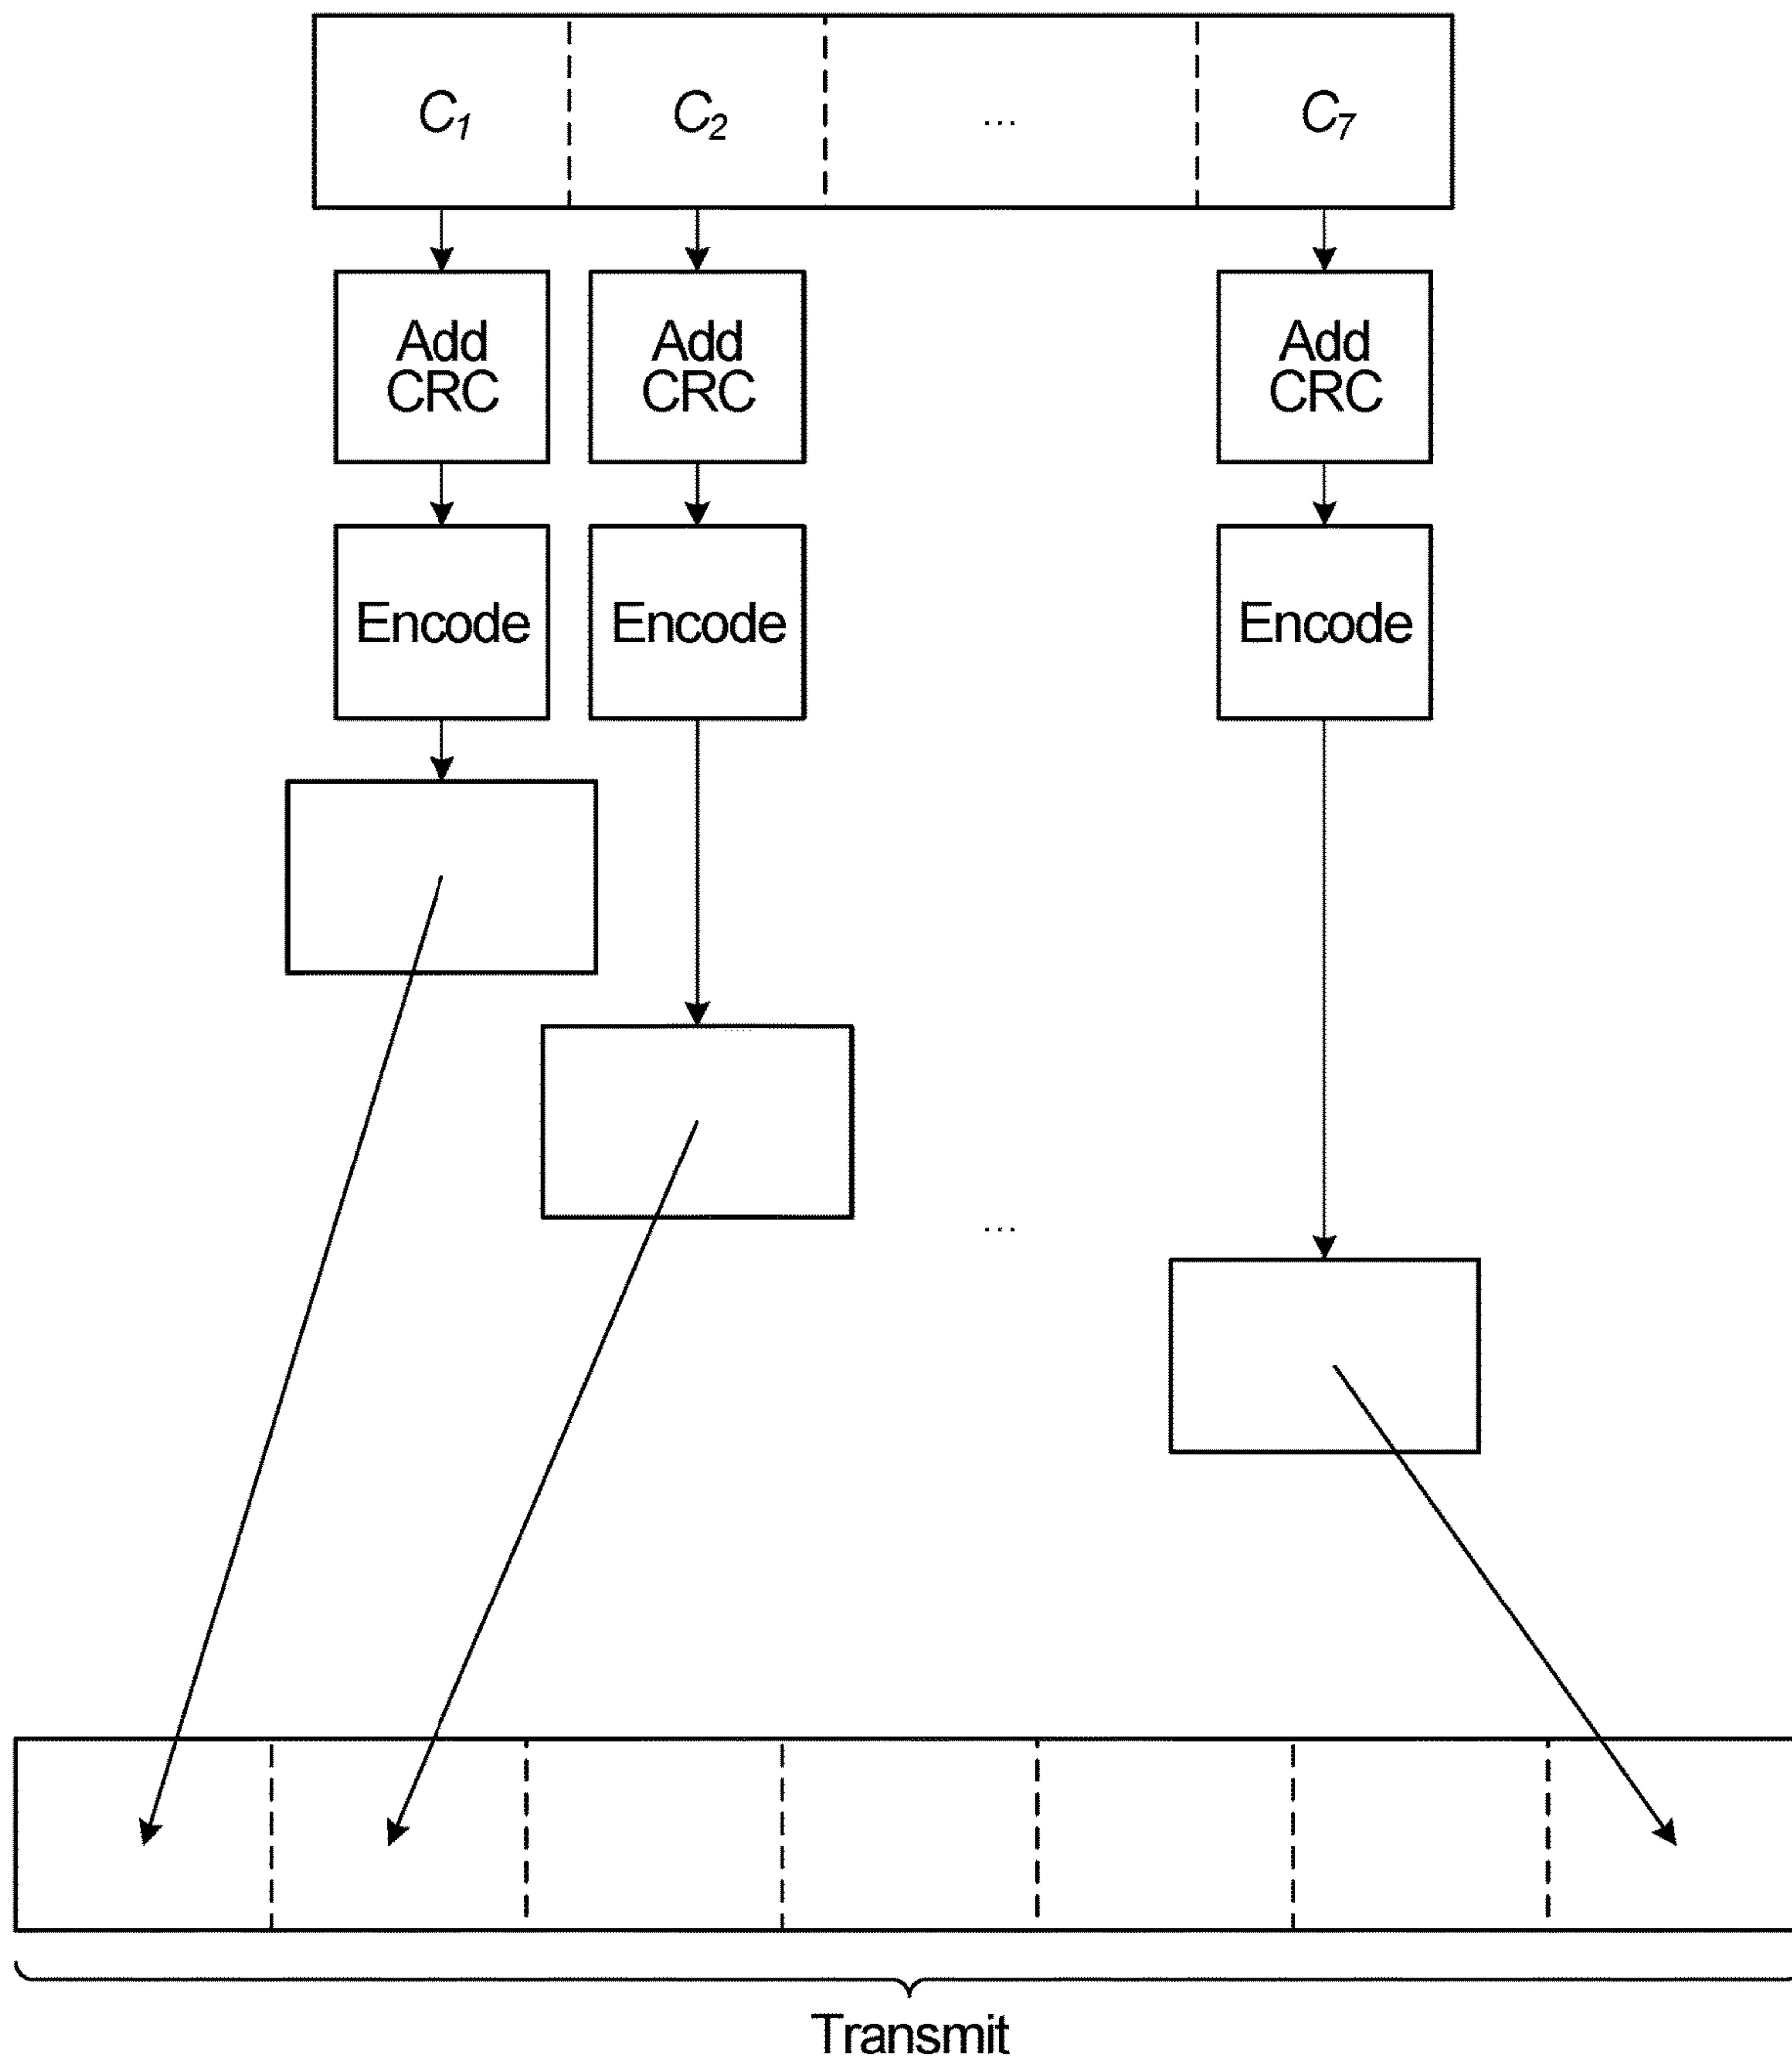 C1 C2 ... C7
Add Add Add
CRC CRC CRC
Encode Encode Encode
...
Transmit